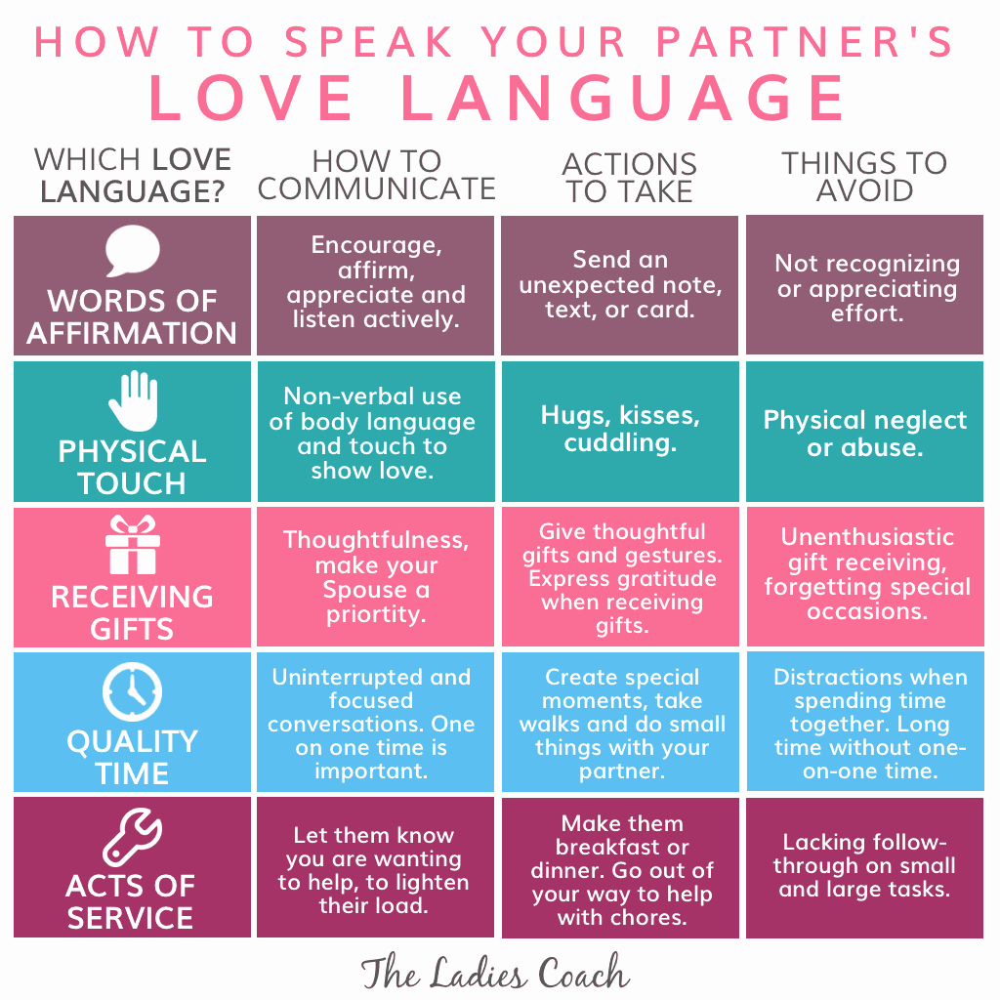 HOW TO SPEAK YOUR PARTNER'S
LOVE LANGUAGE
WHICH LOVE
LANGUAGE?
HOW TO
COMMUNICATE
ACTIONS
TO TAKE
THINGS TO
AVOID
WORDS OF
AFFIRMATION
Encourage,
affirm,
appreciate and
listen actively.
Send an
unexpected note,
text, or card.
Not recognizing
or appreciating
effort.
PHYSICAL
TOUCH
Non-verbal use
of body language
and touch to
show love.
Hugs, kisses,
cuddling.
Physical neglect
or abuse.
RECEIVING
GIFTS
Thoughtfulness,
make your
Spouse a
priortity.
Give thoughtful
gifts and gestures.
Express gratitude
when receiving
gifts.
Unenthusiastic
gift receiving,
forgetting special
occasions.
QUALITY
TIME
Uninterrupted and
focused
conversations. One
on one time is
important.
Create special
moments, take
walks and do small
things with your
partner.
Distractions when
spending time
together. Long
time without one-
on-one time.
ACTS OF
SERVICE
Let them know
you are wanting
to help, to lighten
their load.
Make them
breakfast or
dinner. Go out of
your way to help
with chores.
Lacking follow-
through on small
and large tasks.
The Ladies Coach